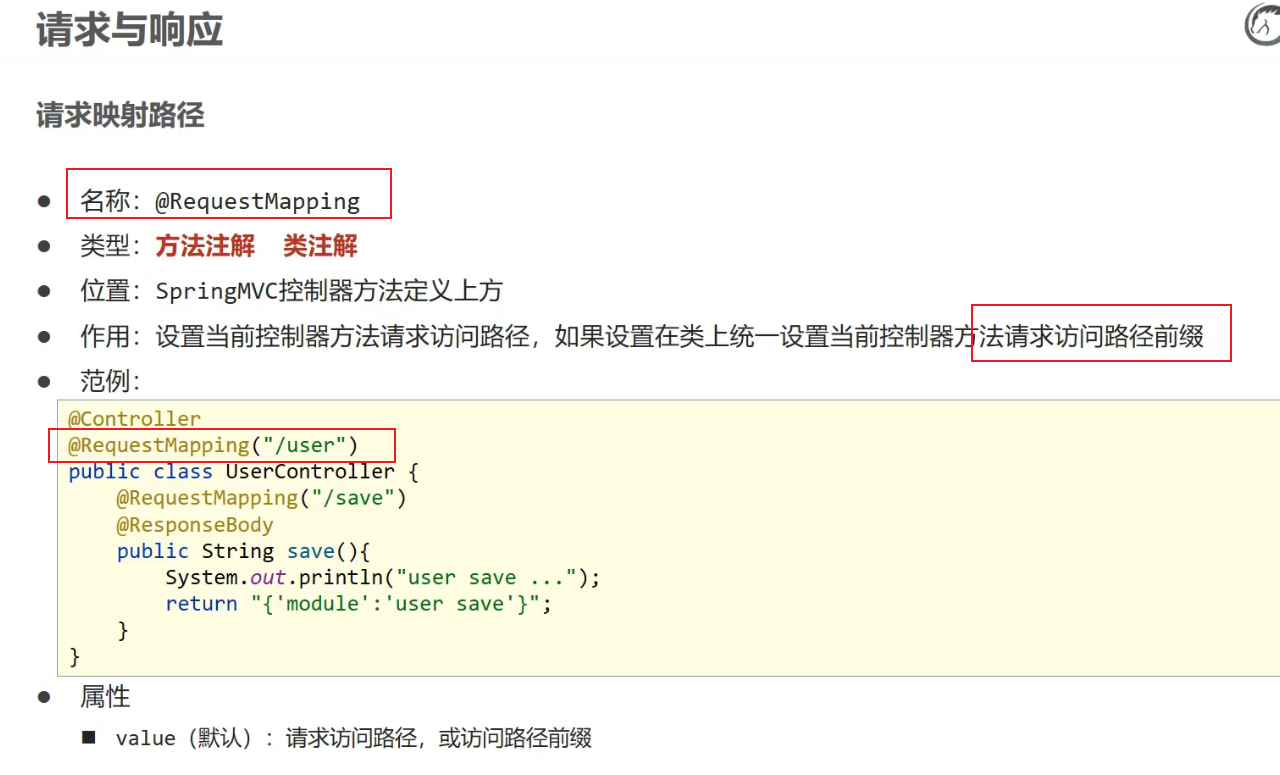 请求与响应
请求映射路径
● 名称：@RequestMapping
● 类型：方法注解 类注解
● 位置：SpringMVC控制器方法定义上方
● 作用：设置当前控制器方法请求访问路径，如果设置在类上统一设置当前控制器方法请求访问路径前缀
● 范例：
@Controller
@RequestMapping("/user")
public class UserController {
    @RequestMapping("/save")
    @ResponseBody
    public String save(){
        System.out.println("user save ...");
        return "{'module':'user save'}";
    }
}
● 属性
■ value（默认）：请求访问路径，或访问路径前缀